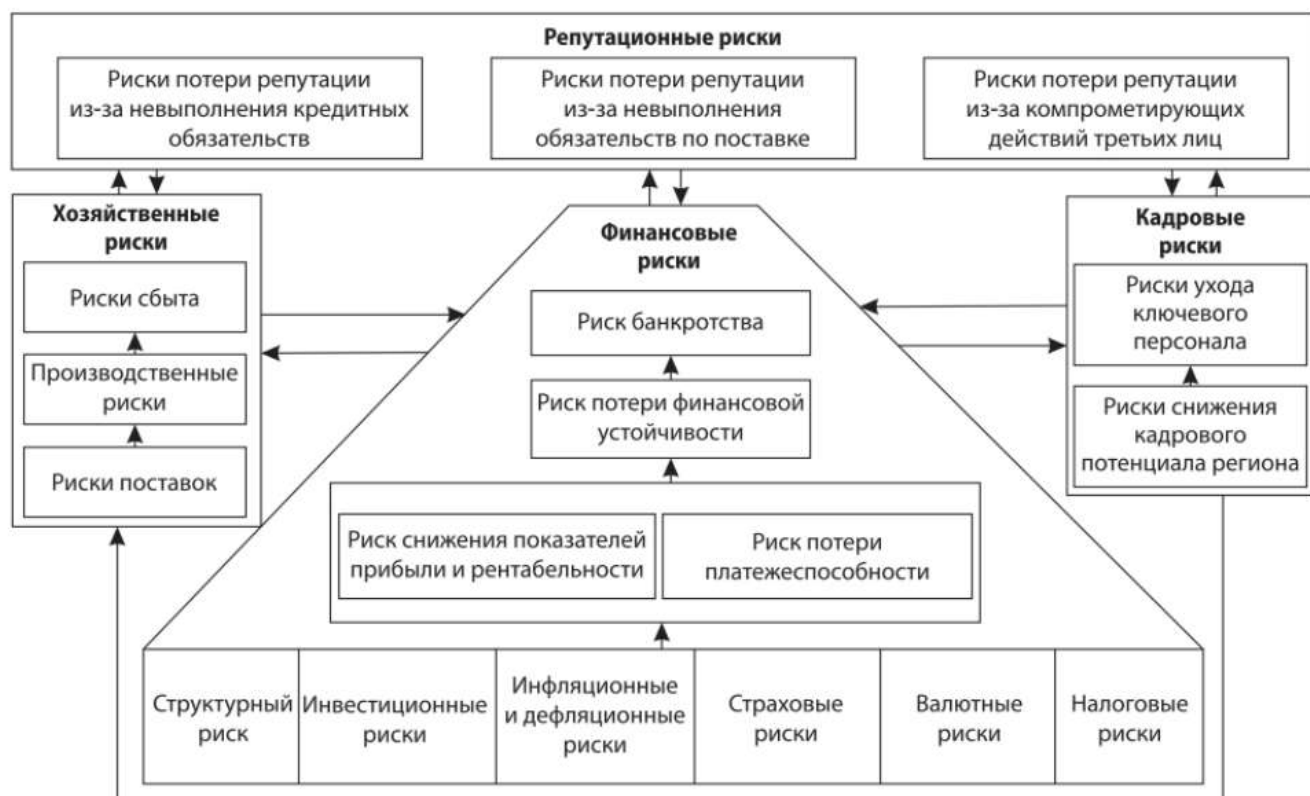 Репутационные риски
Риски потери репутации
из-за невыполнения кредитных
обязательств
Риски потери репутации
из-за невыполнения
обязательств по поставке
Риски потери репутации
из-за компрометирующих
действий третьих лиц
Хозяйственные
риски
Риски сбыта
Производственные
риски
Риски поставок
Финансовые
риски
Риск банкротства
Риск потери финансовой
устойчивости
Риск снижения показателей
прибыли и рентабельности
Риск потери
платежеспособности
Структурный
риск
Инвестиционные
риски
Инфляционные
и дефляционные
риски
Страховые
риски
Валютные
риски
Налоговые
риски
Кадровые
риски
Риски ухода
ключевого
персонала
Риски снижения
кадрового
потенциала региона